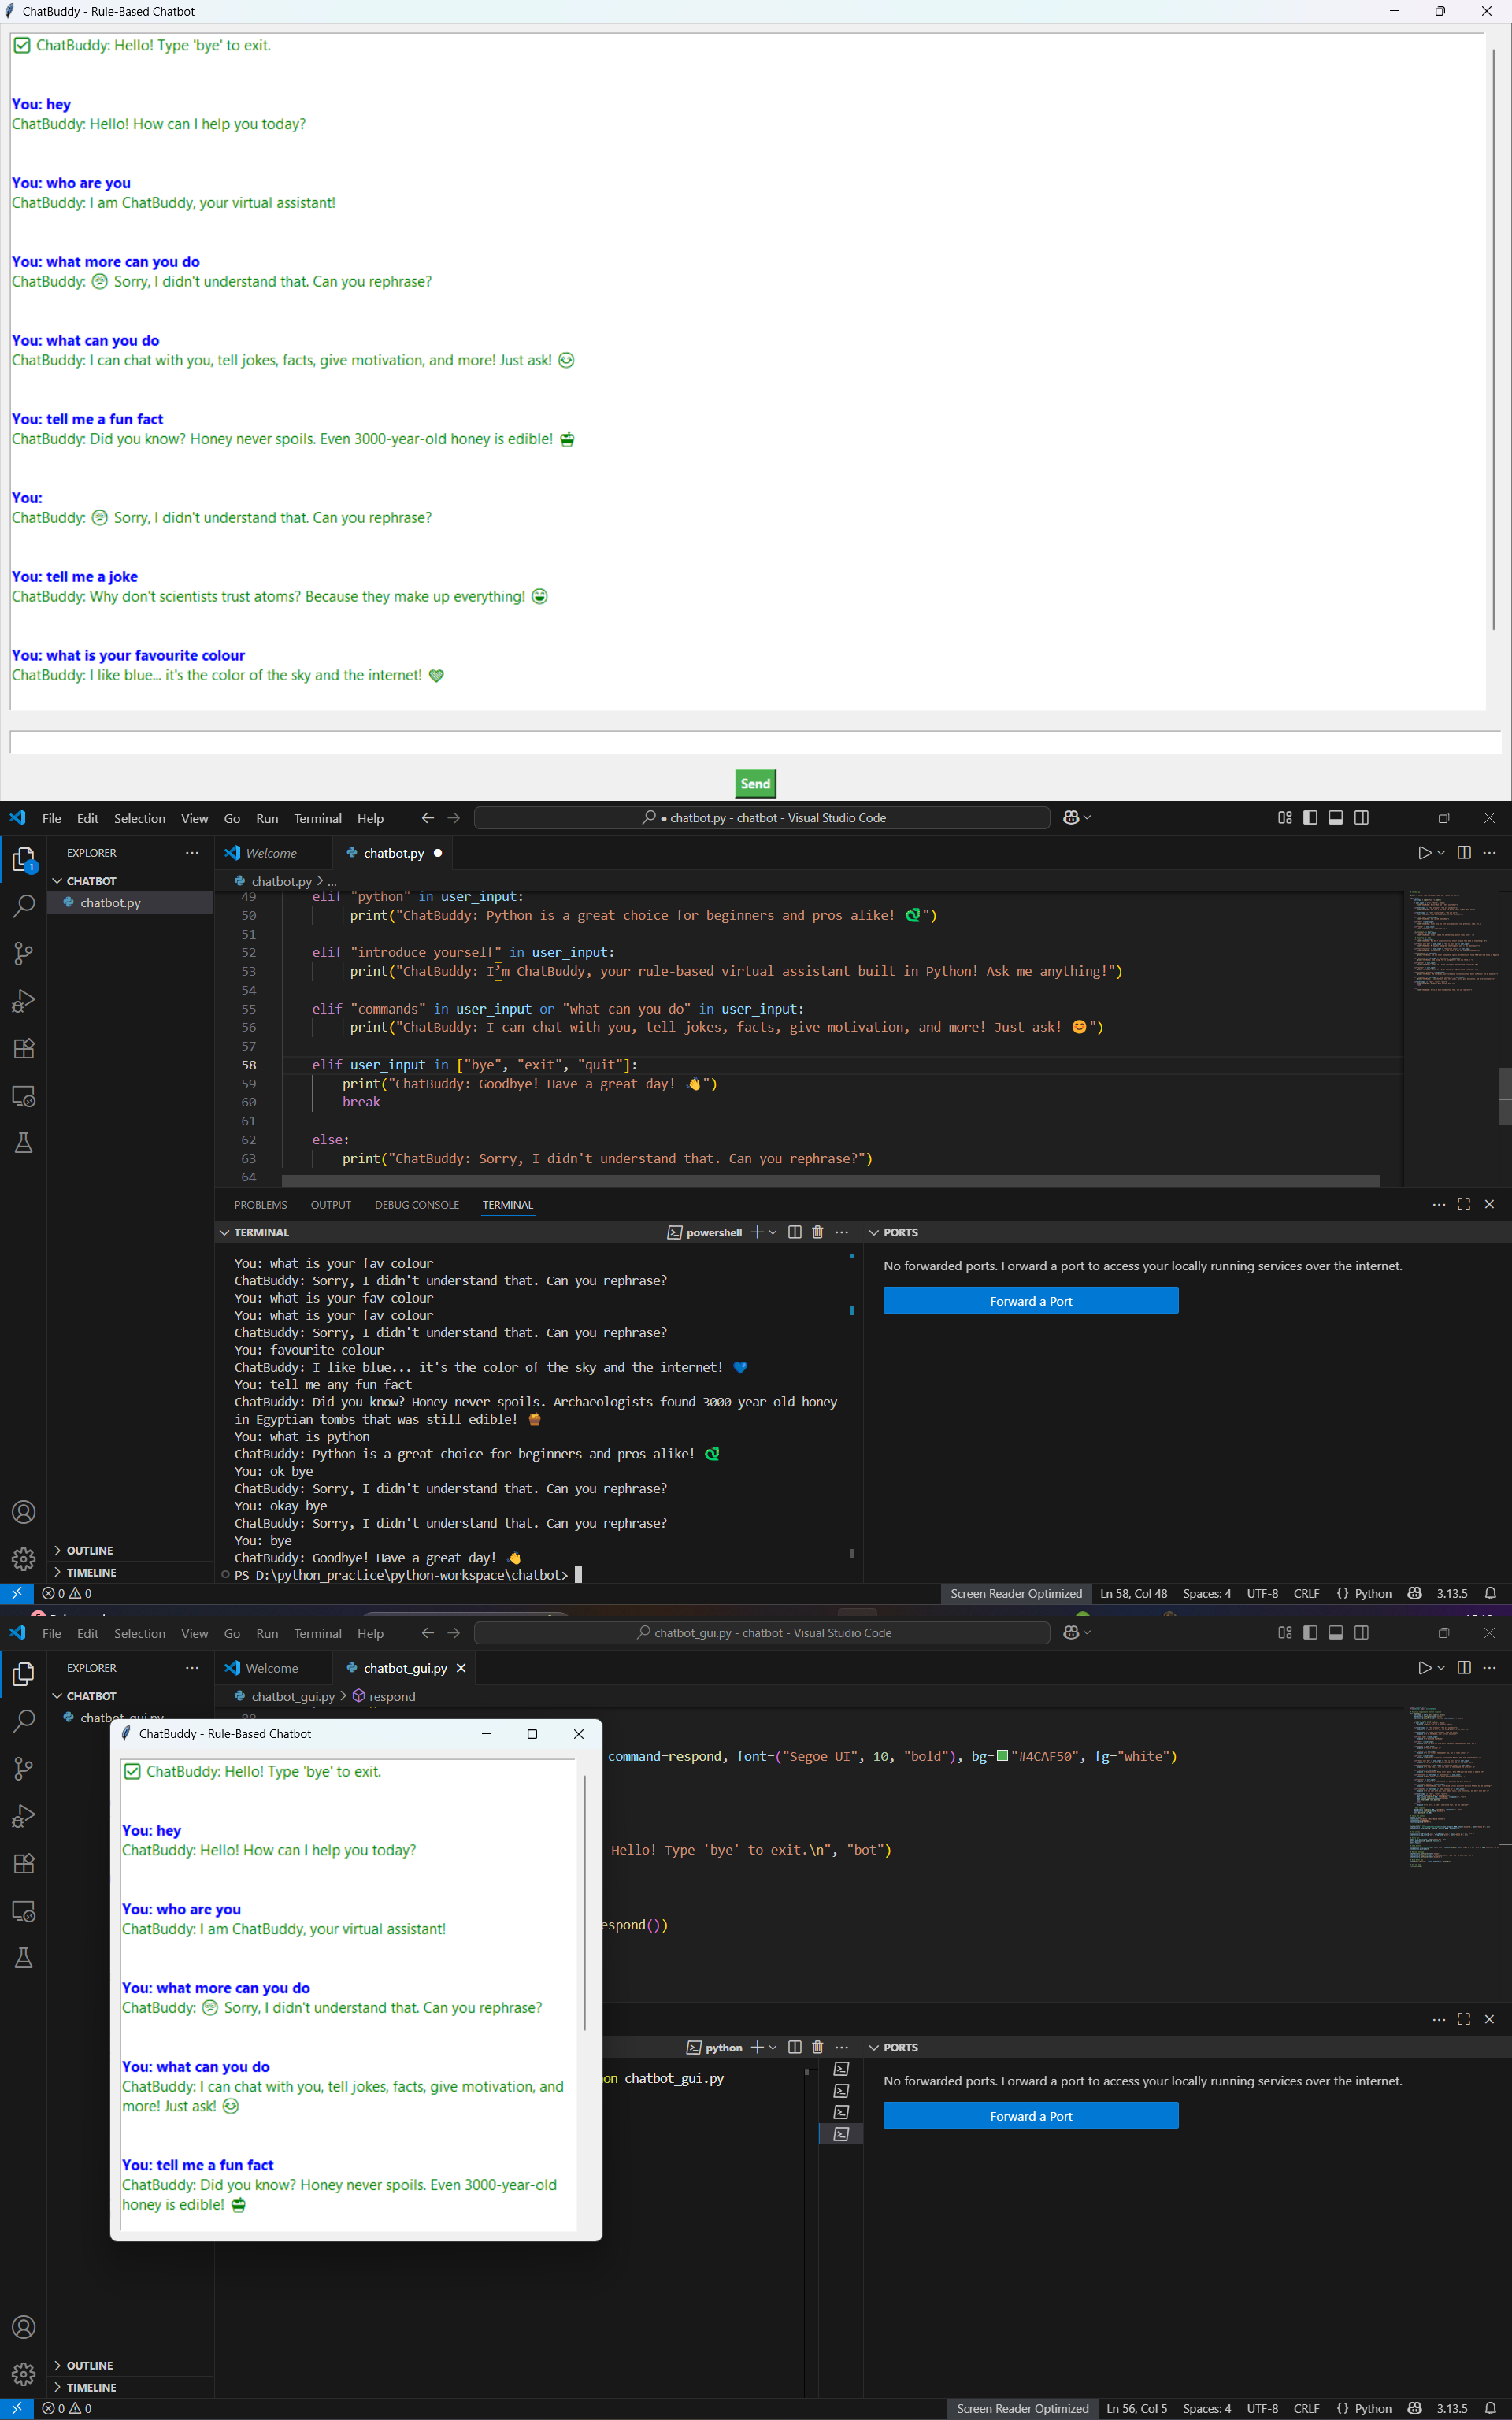 ChatBuddy - Rule-Based Chatbot
✅ ChatBuddy: Hello! Type 'bye' to exit.
You: hey
ChatBuddy: Hello! How can I help you today?
You: who are you
ChatBuddy: I am ChatBuddy, your virtual assistant!
You: what more can you do
ChatBuddy: Sorry, I didn't understand that. Can you rephrase?
You: what can you do
ChatBuddy: I can chat with you, tell jokes, facts, give motivation, and more! Just ask! 😊
You: tell me a fun fact
ChatBuddy: Did you know? Honey never spoils. Even 3000-year-old honey is edible! 🍯
You:
ChatBuddy: Sorry, I didn't understand that. Can you rephrase?
You: tell me a joke
ChatBuddy: Why don't scientists trust atoms? Because they make up everything! 😄
You: what is your favourite colour
ChatBuddy: I like blue... it's the color of the sky and the internet! 💙
Send
File Edit Selection View Go Run Terminal Help
● chatbot.py - chatbot - Visual Studio Code
EXPLORER
1
Welcome
chatbot.py ●
CHATBOT
chatbot.py
chatbot.py > ...
49 elif "python" in user_input:
50 print("ChatBuddy: Python is a great choice for beginners and pros alike! 🐍")
51
52 elif "introduce yourself" in user_input:
53 print("ChatBuddy: I’m ChatBuddy, your rule-based virtual assistant built in Python! Ask me anything!")
54
55 elif "commands" in user_input or "what can you do" in user_input:
56 print("ChatBuddy: I can chat with you, tell jokes, facts, give motivation, and more! Just ask! 😊")
57
58 elif user_input in ["bye", "exit", "quit"]:
59 print("ChatBuddy: Goodbye! Have a great day! 👋")
60 break
61
62 else:
63 print("ChatBuddy: Sorry, I didn't understand that. Can you rephrase?")
64
PROBLEMS OUTPUT DEBUG CONSOLE TERMINAL
TERMINAL
powershell
PORTS
You: what is your fav colour
ChatBuddy: Sorry, I didn't understand that. Can you rephrase?
You: what is your fav colour
You: what is your fav colour
ChatBuddy: Sorry, I didn't understand that. Can you rephrase?
You: favourite colour
ChatBuddy: I like blue... it's the color of the sky and the internet! 💙
You: tell me any fun fact
ChatBuddy: Did you know? Honey never spoils. Archaeologists found 3000-year-old honey
in Egyptian tombs that was still edible! 🍯
You: what is python
ChatBuddy: Python is a great choice for beginners and pros alike! 🐍
You: ok bye
ChatBuddy: Sorry, I didn't understand that. Can you rephrase?
You: okay bye
ChatBuddy: Sorry, I didn't understand that. Can you rephrase?
You: bye
ChatBuddy: Goodbye! Have a great day! 👋
PS D:\python_practice\python-workspace\chatbot>
No forwarded ports. Forward a port to access your locally running services over the internet.
Forward a Port
OUTLINE
TIMELINE
0 0
Screen Reader Optimized Ln 58, Col 48 Spaces: 4 UTF-8 CRLF {} Python 3.13.5
File Edit Selection View Go Run Terminal Help
chatbot_gui.py - chatbot - Visual Studio Code
EXPLORER
Welcome
chatbot_gui.py
CHATBOT
chatbot_gui.py
chatbot_gui.py > respond
88
command=respond, font=("Segoe UI", 10, "bold"), bg="#4CAF50", fg="white")
Hello! Type 'bye' to exit.\n", "bot")
espond())
ChatBuddy - Rule-Based Chatbot
✅ ChatBuddy: Hello! Type 'bye' to exit.
You: hey
ChatBuddy: Hello! How can I help you today?
You: who are you
ChatBuddy: I am ChatBuddy, your virtual assistant!
You: what more can you do
ChatBuddy: Sorry, I didn't understand that. Can you rephrase?
You: what can you do
ChatBuddy: I can chat with you, tell jokes, facts, give motivation, and
more! Just ask! 😊
You: tell me a fun fact
ChatBuddy: Did you know? Honey never spoils. Even 3000-year-old
honey is edible! 🍯
python
PORTS
on chatbot_gui.py
No forwarded ports. Forward a port to access your locally running services over the internet.
Forward a Port
OUTLINE
TIMELINE
0 0
Screen Reader Optimized Ln 56, Col 5 Spaces: 4 UTF-8 CRLF {} Python 3.13.5